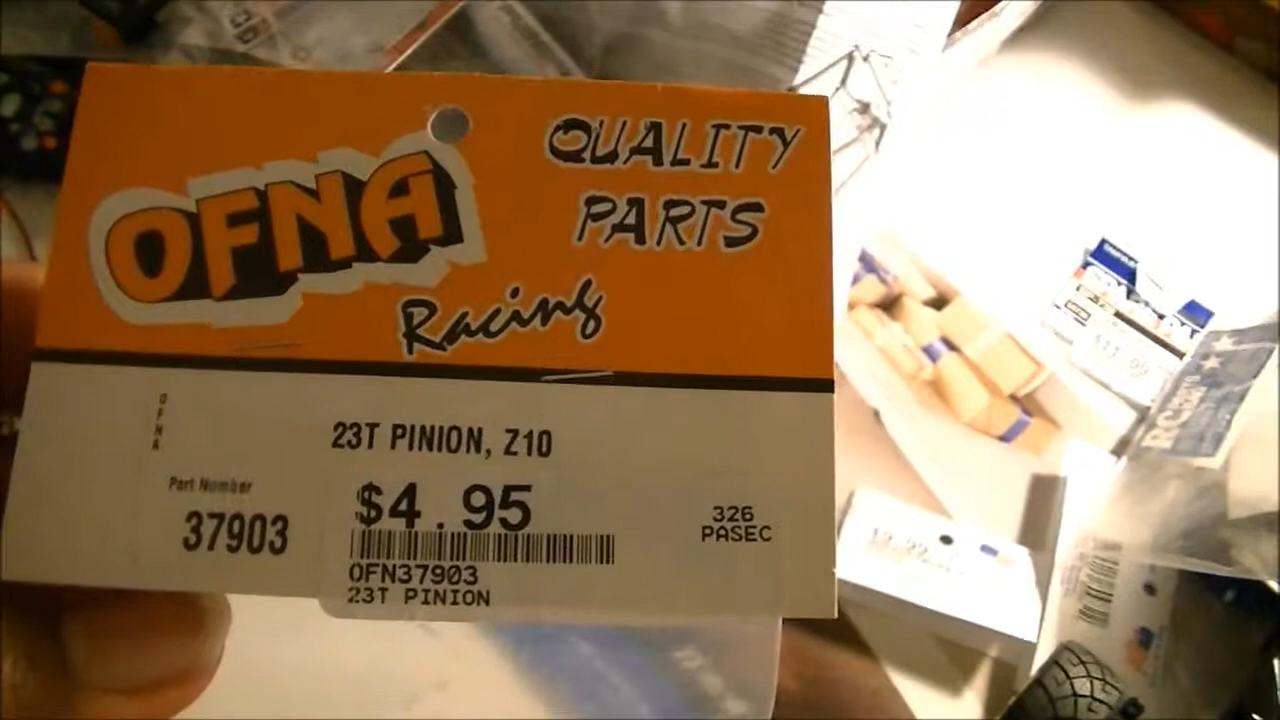 OFNA
Racing
QUALITY
PARTS
OFNA
23T PINION, Z10
Part Number
37903
$4.95
OFN37903
23T PINION
326
PASEC